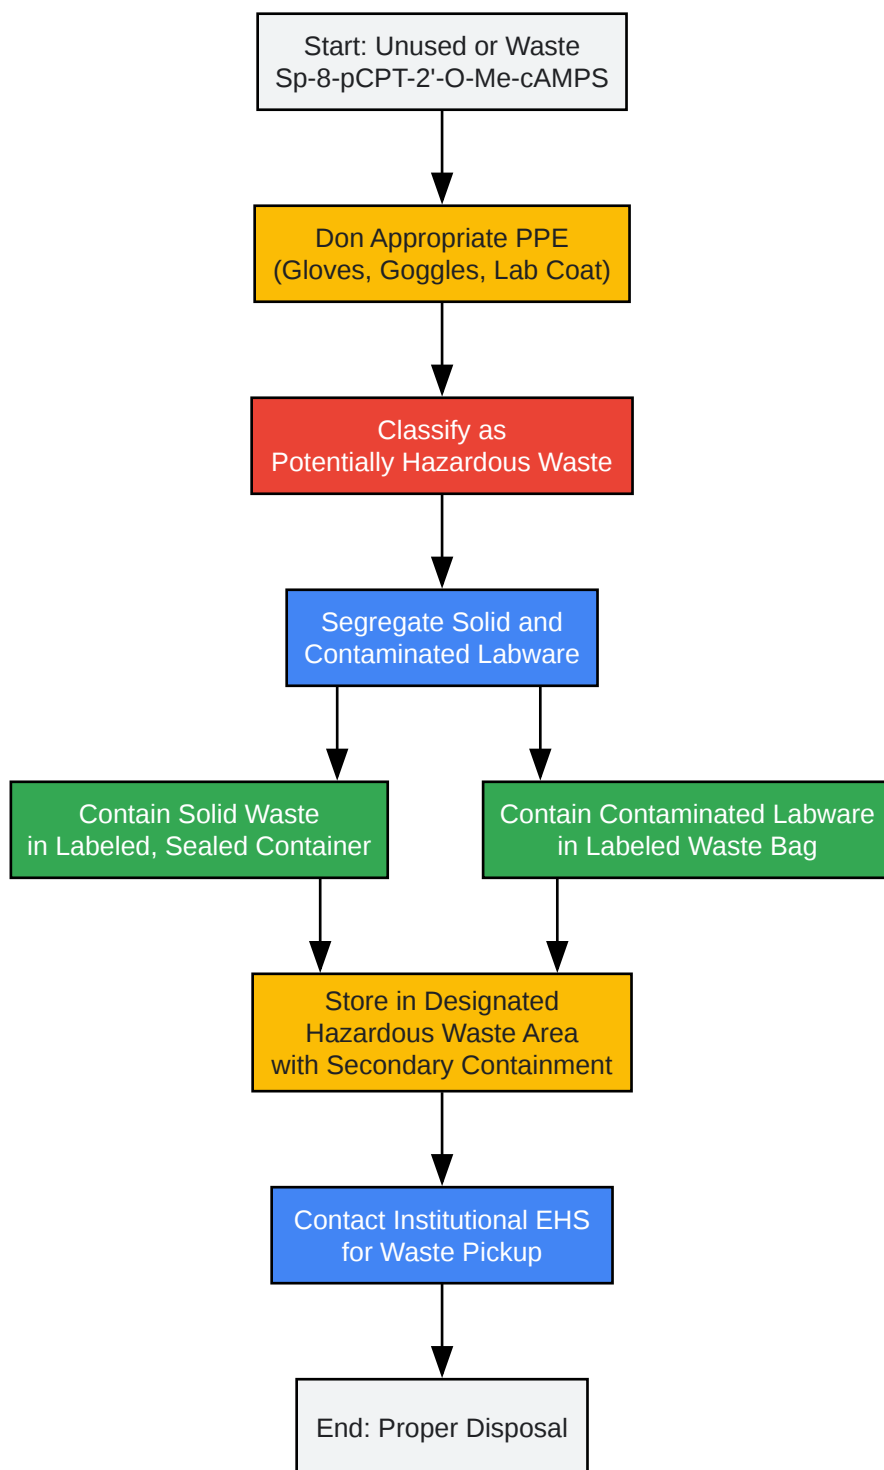 Start: Unused or Waste
Sp-8-pCPT-2'-O-Me-cAMPS
Don Appropriate PPE
(Gloves, Goggles, Lab Coat)
Classify as
Potentially Hazardous Waste
Segregate Solid and
Contaminated Labware
Contain Solid Waste
in Labeled, Sealed Container
Contain Contaminated Labware
in Labeled Waste Bag
Store in Designated
Hazardous Waste Area
with Secondary Containment
Contact Institutional EHS
for Waste Pickup
End: Proper Disposal